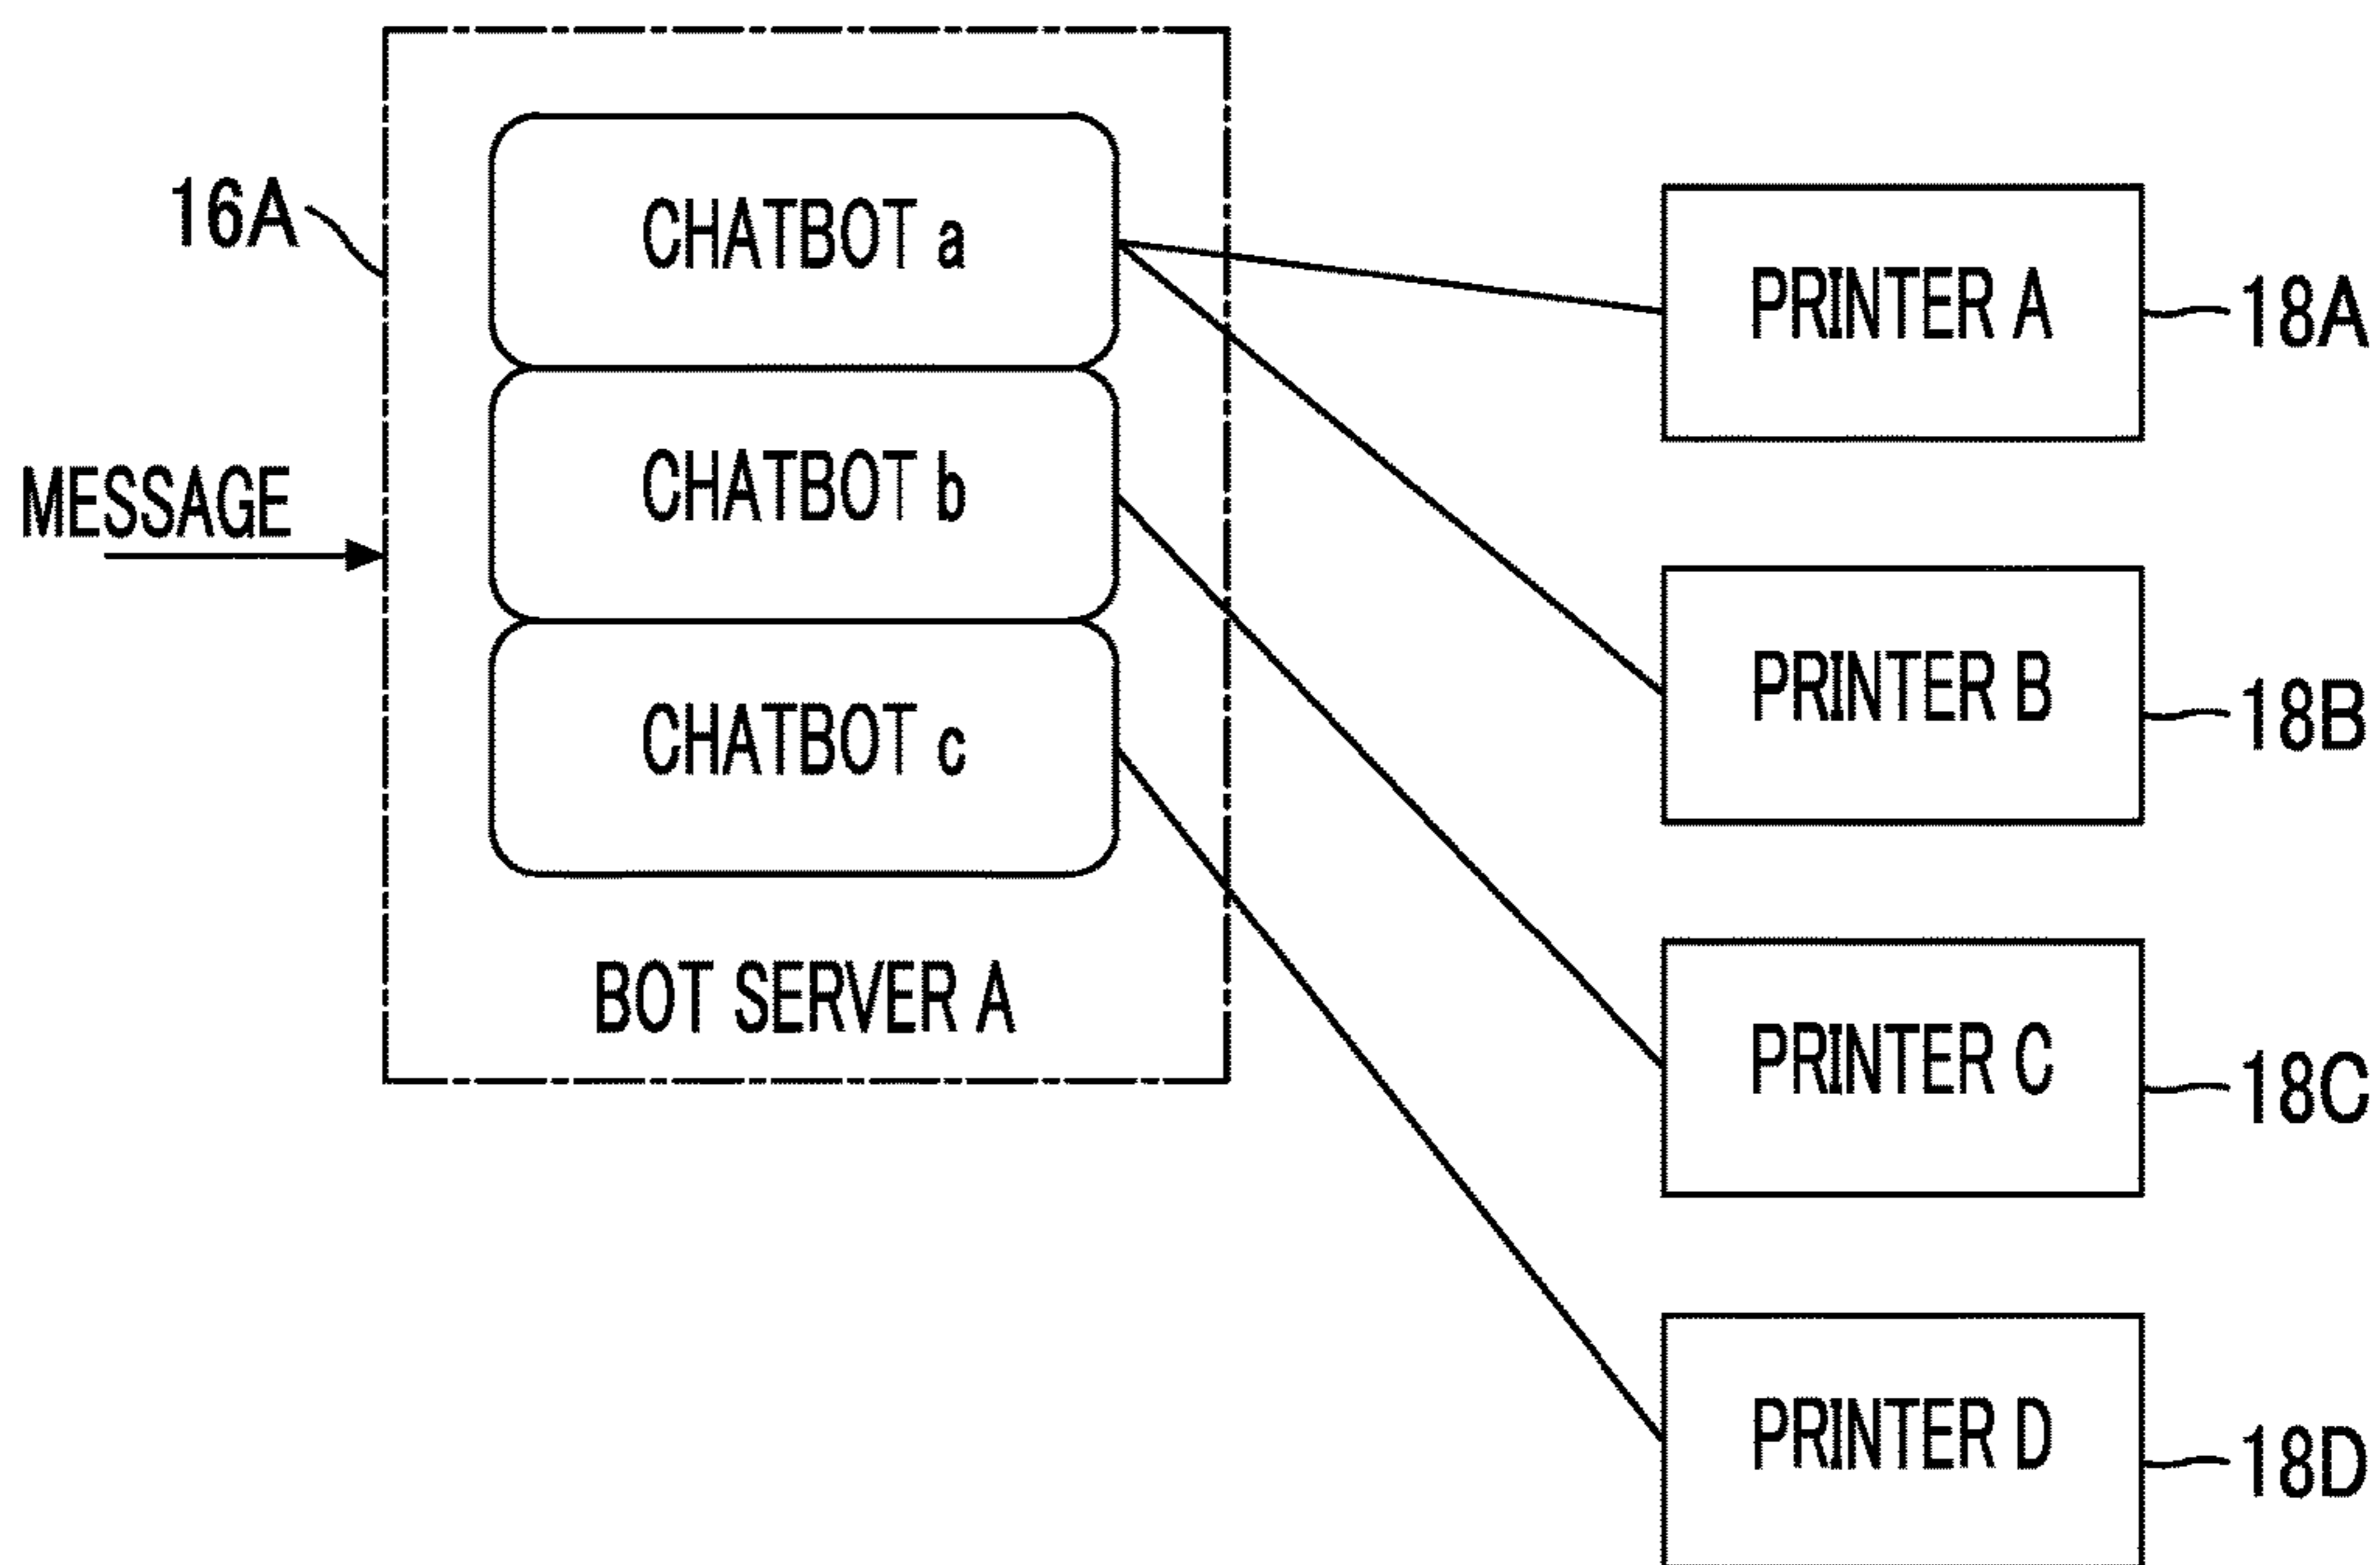 16A
MESSAGE
CHATBOT a
CHATBOT b
CHATBOT c
BOT SERVER A
PRINTER A
18A
PRINTER B
18B
PRINTER C
18C
PRINTER D
18D